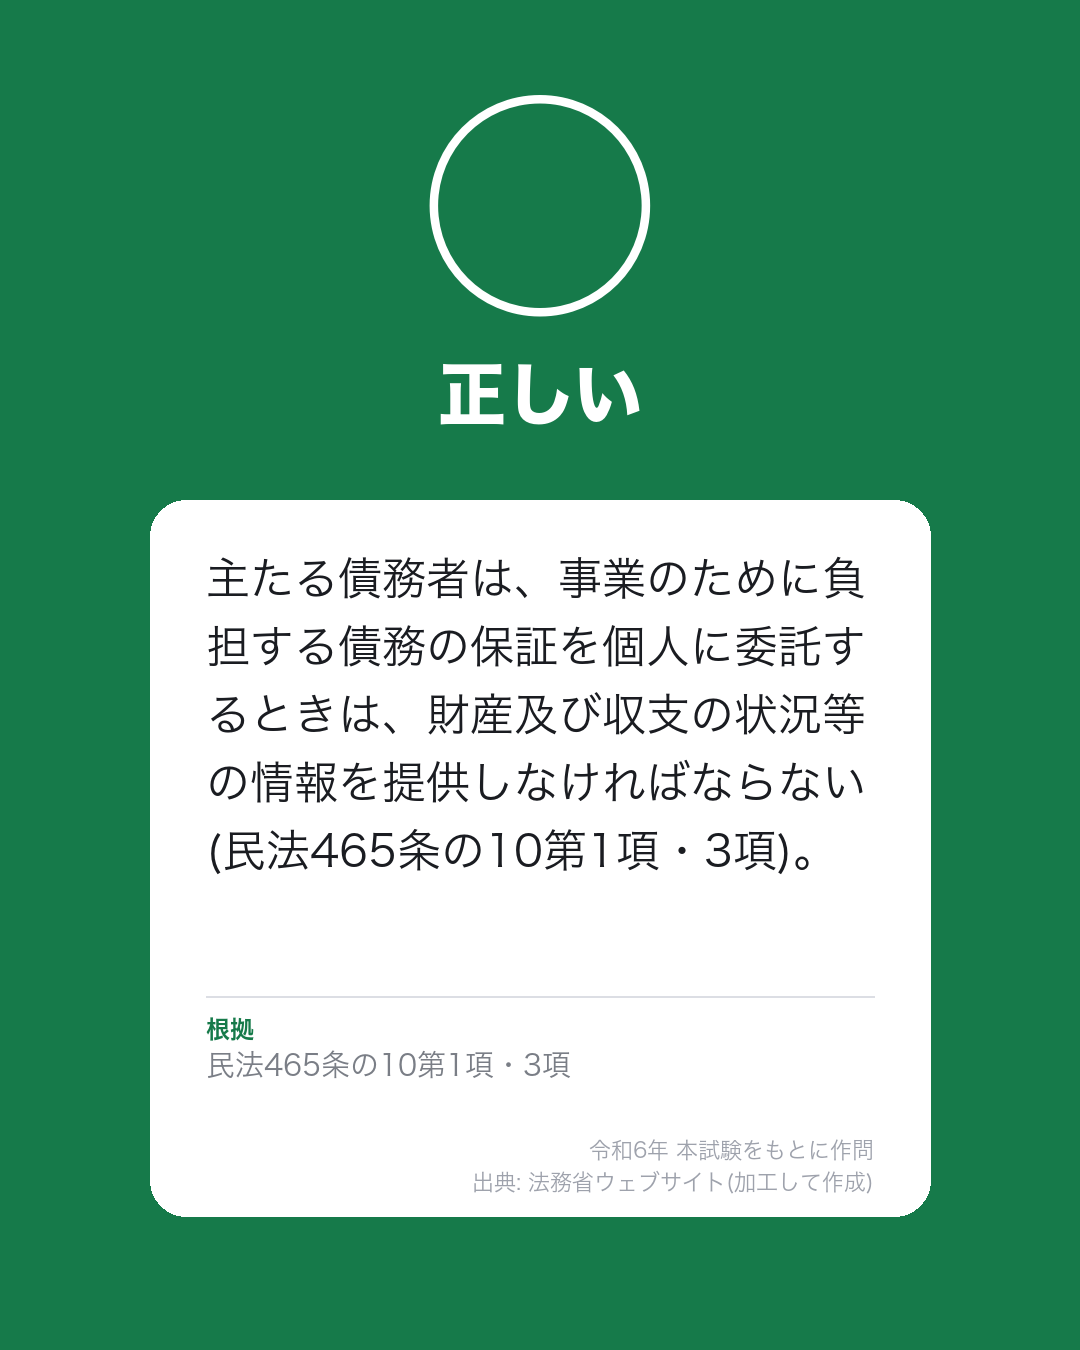 正しい
主たる債務者は、事業のために負
担する債務の保証を個人に委託す
るときは、財産及び収支の状況等
の情報を提供しなければならない
(民法465条の10第1項・3項)。
根拠
民法465条の10第1項・3項
令和6年 本試験をもとに作問
出典: 法務省ウェブサイト(加工して作成)